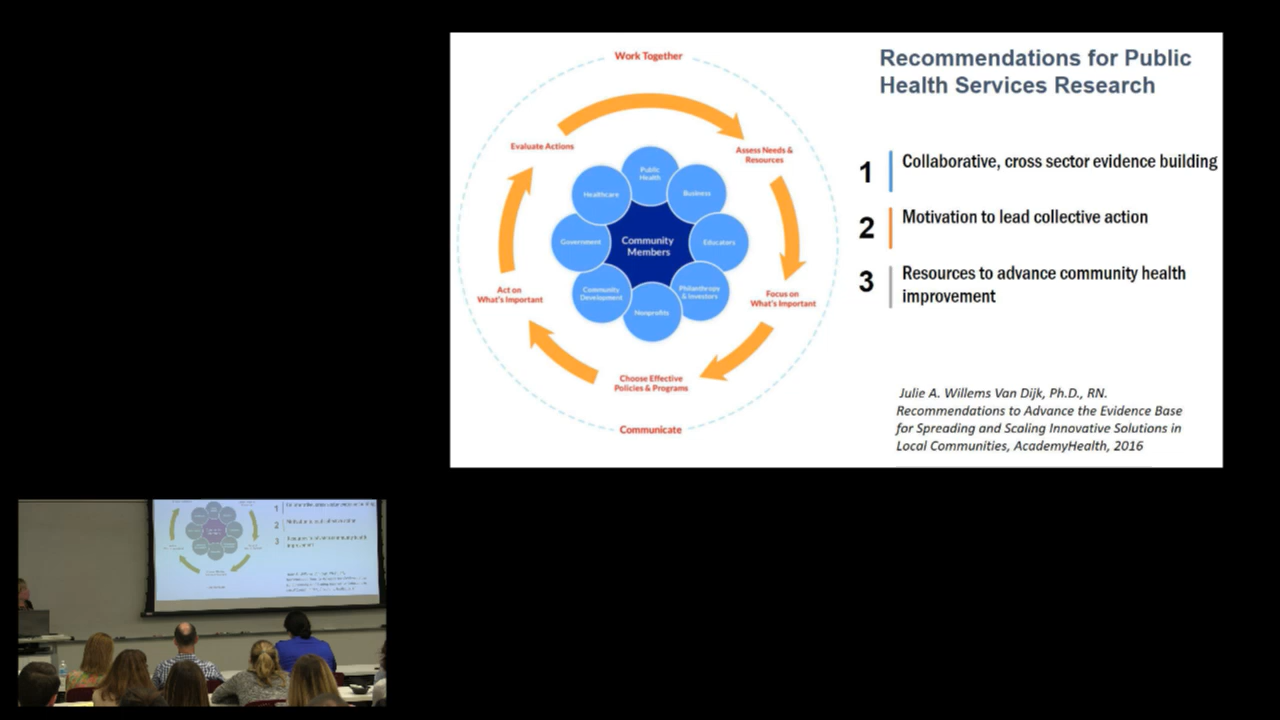 Work Together
Evaluate Actions
Assess Needs &
Resources
Public
Health
Healthcare
Business
Government
Community
Members
Educators
Community
Development
Philanthropy
& Investors
Nonprofits
Act on
What's Important
Focus on
What's Important
Choose Effective
Policies & Programs
Communicate
Recommendations for Public
Health Services Research
1 Collaborative, cross sector evidence building
2 Motivation to lead collective action
3 Resources to advance community health
improvement
Julie A. Willems Van Dijk, Ph.D., RN.
Recommendations to Advance the Evidence Base
for Spreading and Scaling Innovative Solutions in
Local Communities, AcademyHealth, 2016
1
2
3